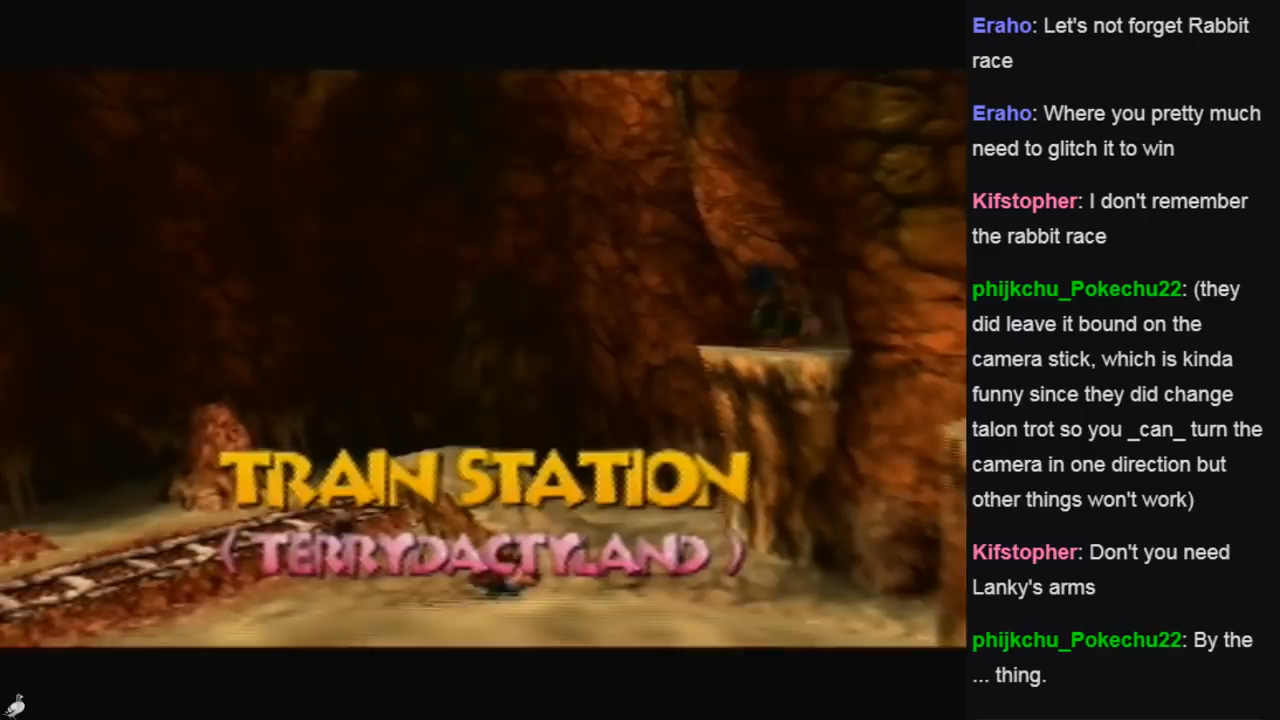 TRAIN STATION
( TERRYDACTYLAND )
Eraho: Let's not forget Rabbit
race
Eraho: Where you pretty much
need to glitch it to win
Kifstopher: I don't remember
the rabbit race
phijkchu_Pokechu22: (they
did leave it bound on the
camera stick, which is kinda
funny since they did change
talon trot so you _can_ turn the
camera in one direction but
other things won't work)
Kifstopher: Don't you need
Lanky's arms
phijkchu_Pokechu22: By the
... thing.